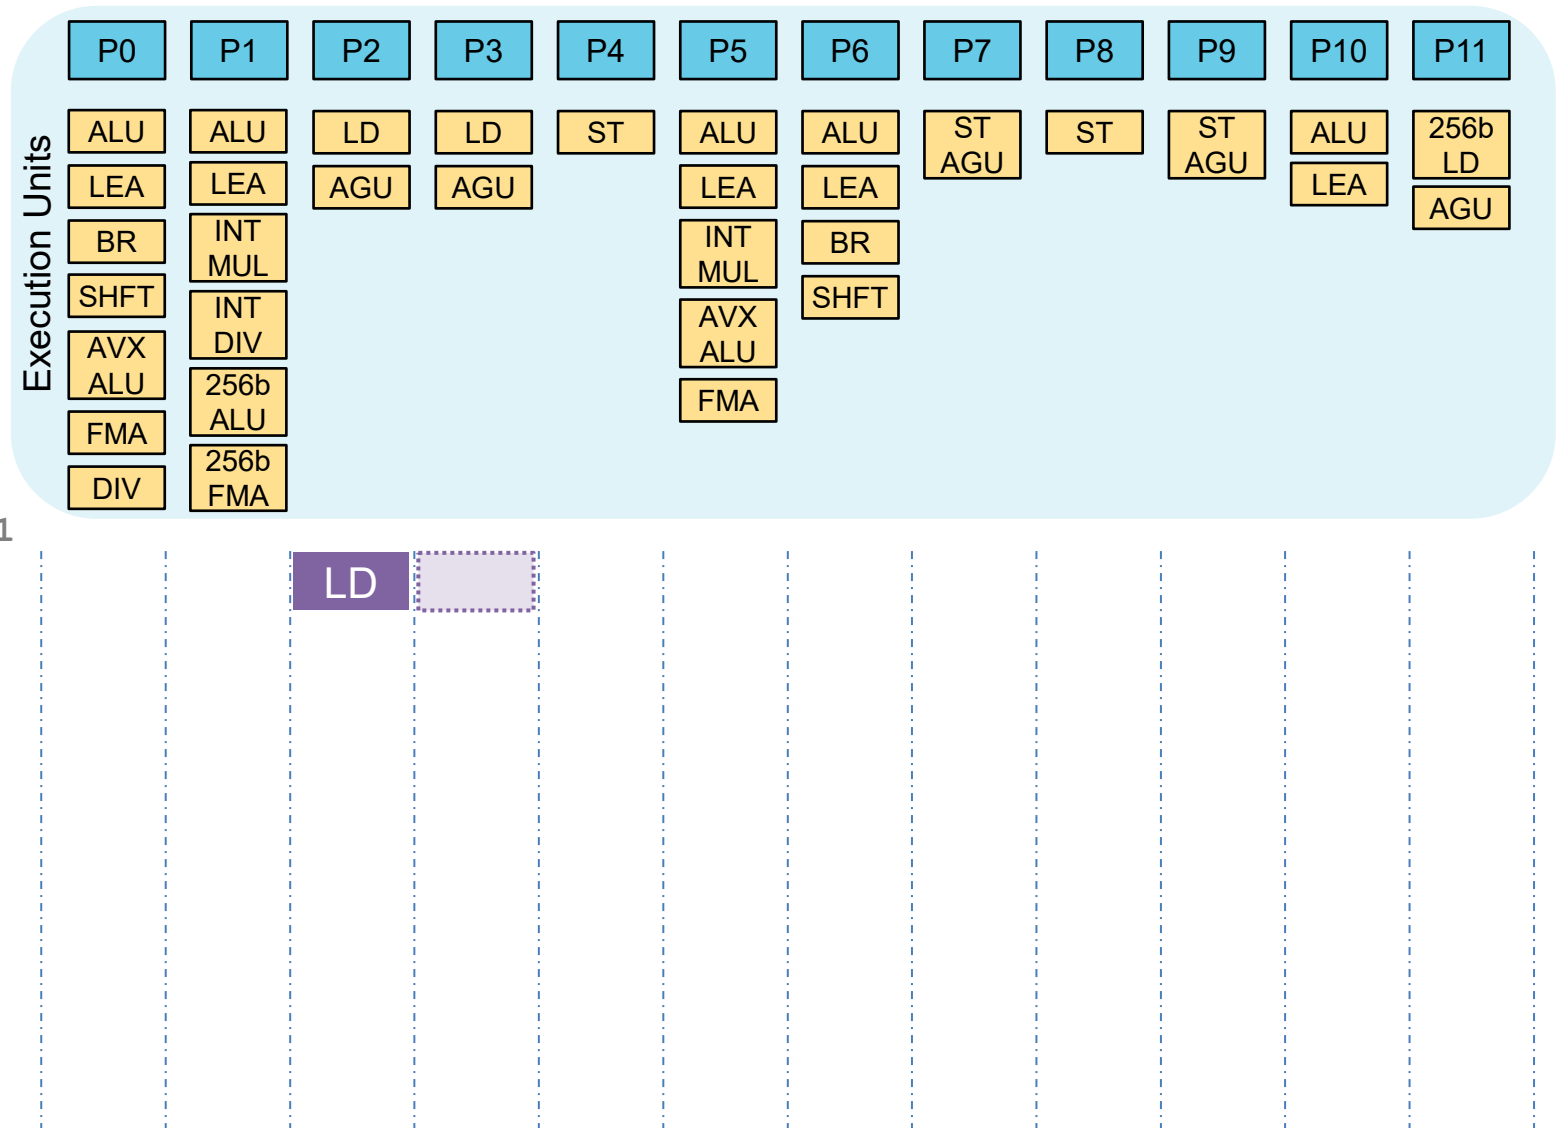 P0 P1 P2 P3 P4 P5 P6 P7 P8 P9 P10 P11
Execution Units
ALU
LEA
BR
SHFT
AVX
ALU
FMA
DIV
ALU
LEA
INT
MUL
INT
DIV
256b
ALU
256b
FMA
LD
AGU
LD
AGU
ST
ALU
LEA
INT
MUL
AVX
ALU
FMA
ALU
LEA
BR
SHFT
ST
AGU
ST
ST
AGU
ALU
LEA
256b
LD
AGU
1
LD